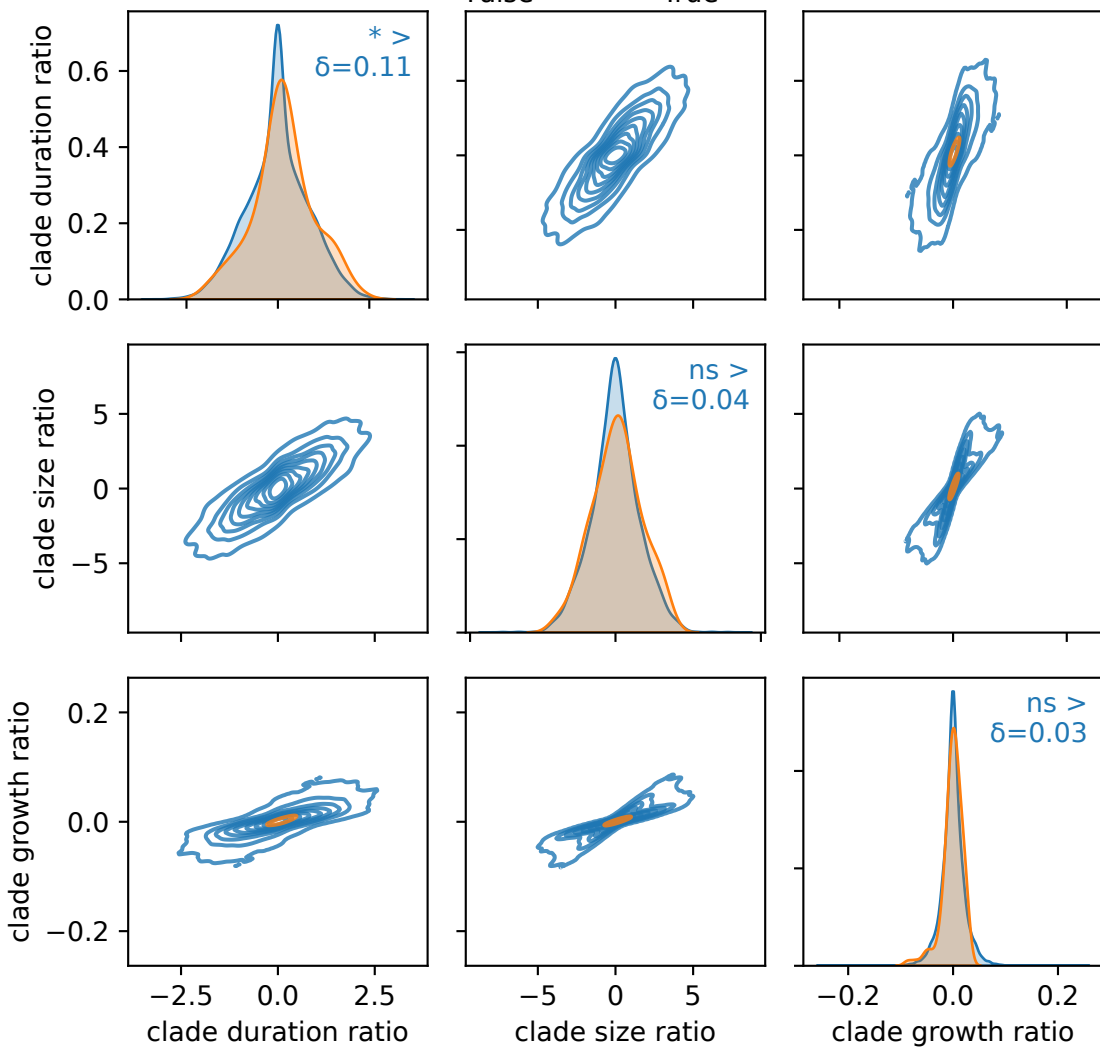 clade duration ratio
0.6
0.4
0.2
0.0
* >
δ=0.11
clade size ratio
5
0
−5
ns >
δ=0.04
clade growth ratio
0.2
0.0
−0.2
ns >
δ=0.03
−2.5 0.0 2.5
−5 0 5
−0.2 0.0 0.2
clade duration ratio
clade size ratio
clade growth ratio